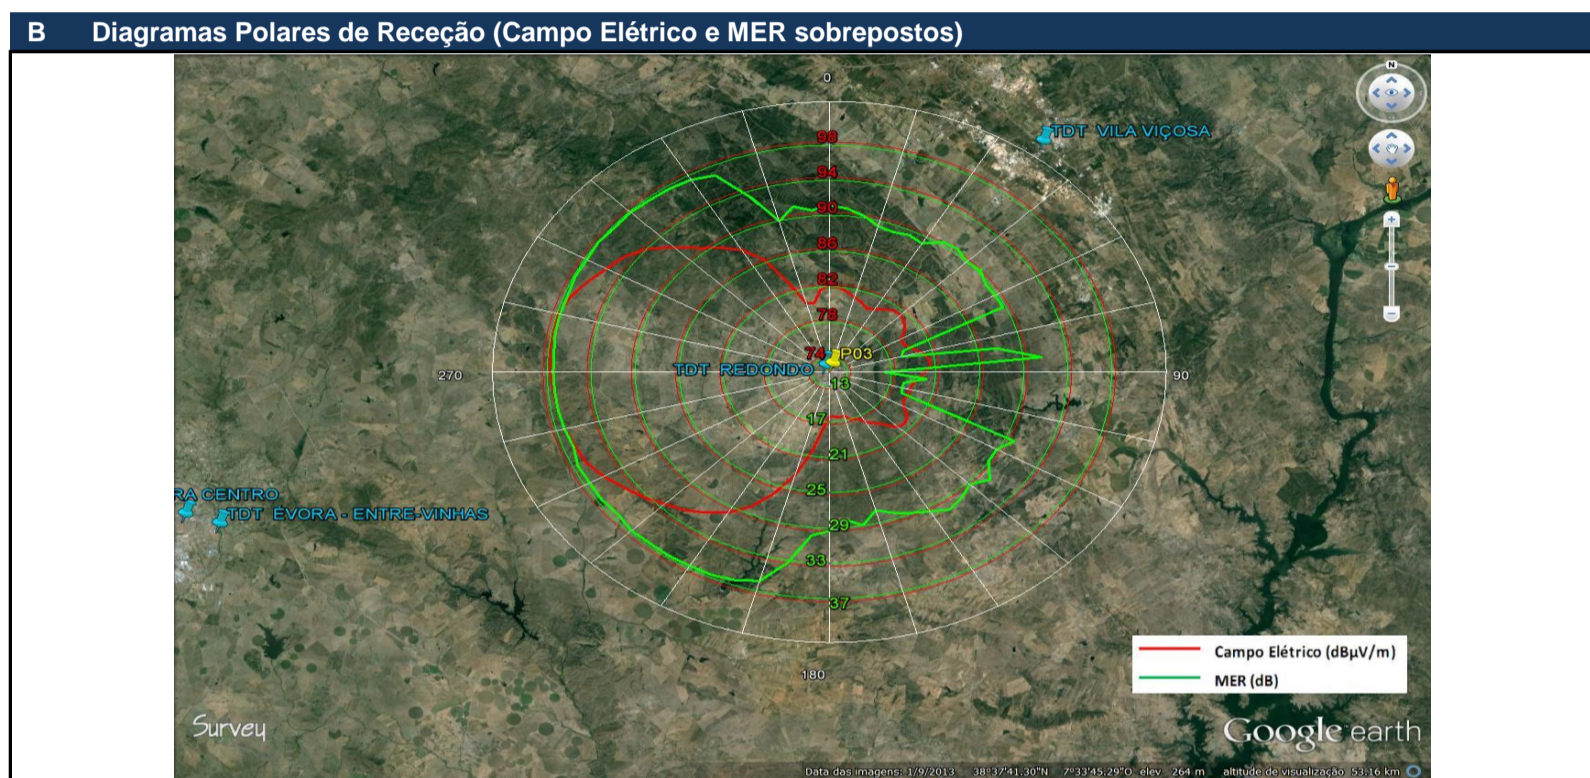 B Diagramas Polares de Receção (Campo Elétrico e MER sobrepostos)
0
N
TDT VILA VIÇOSA
98
94
90
86
82
78
74
P03
TDT REDONDO
270
90
13
17
21
25
29
33
37
RA CENTRO
TDT ÉVORA - ENTRE-VINHAS
180
Campo Elétrico (dBµV/m)
MER (dB)
Survey
Google earth
Data das imagens: 1/9/2013 38°37'41.30"N 7°33'45.29"O elev 264 m altitude de visualização 53.16 km